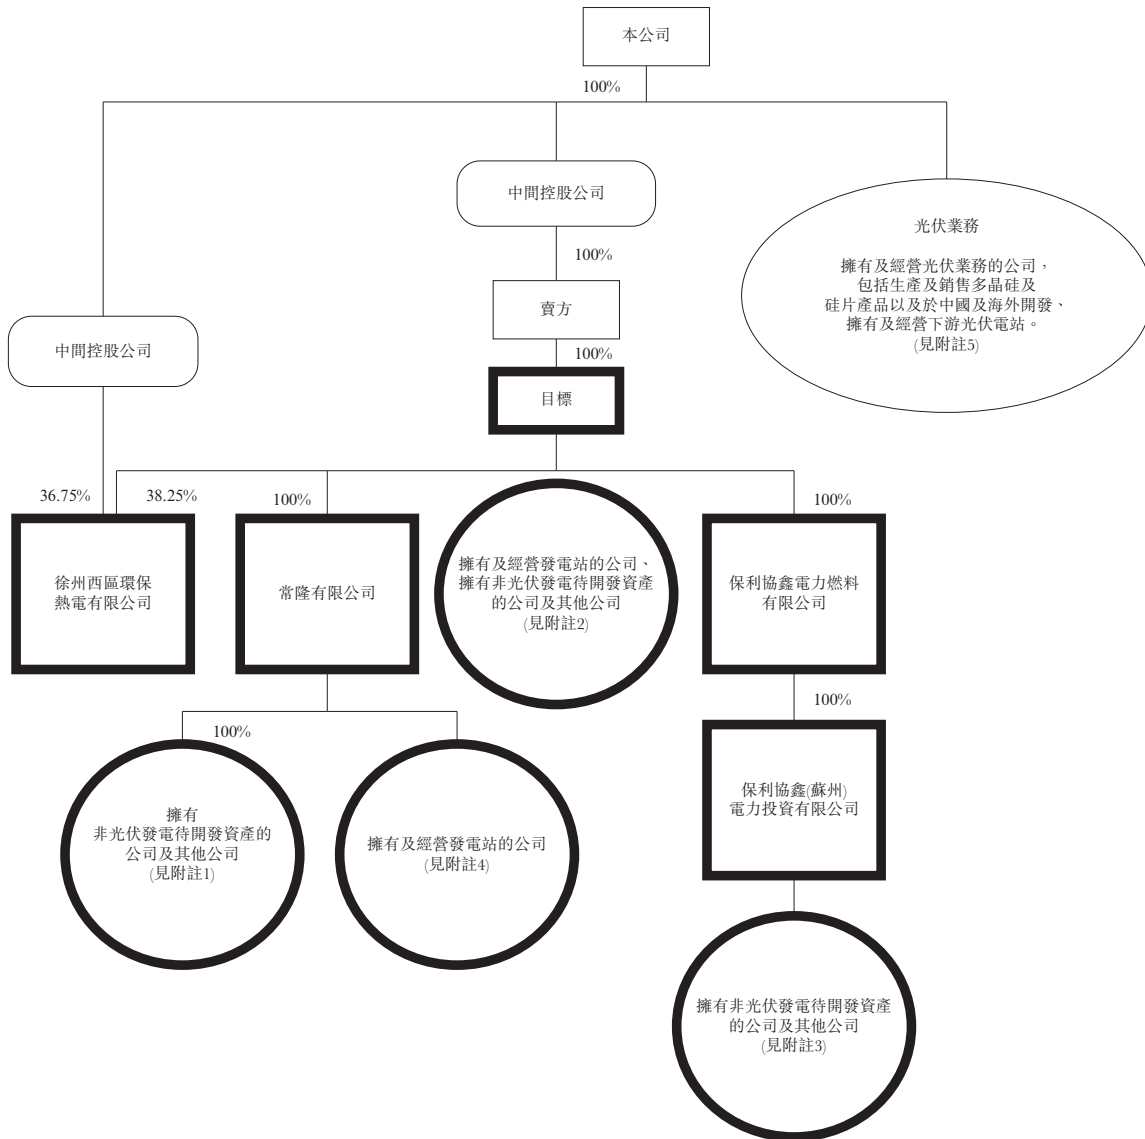 本公司
100%
中間控股公司
光伏業務
擁有及經營光伏業務的公司，
包括生產及銷售多晶硅及
硅片產品以及於中國及海外開發、
擁有及經營下游光伏電站。
(見附註5)
100%
賣方
中間控股公司
100%
目標
36.75%
38.25%
100%
100%
徐州西區環保
熱電有限公司
常隆有限公司
擁有及經營發電站的公司、
擁有非光伏發電待開發資產
的公司及其他公司
(見附註2)
保利協鑫電力燃料
有限公司
100%
100%
擁有
非光伏發電待開發資產的
公司及其他公司
(見附註1)
擁有及經營發電站的公司
(見附註4)
保利協鑫(蘇州)
電力投資有限公司
擁有非光伏發電待開發資產
的公司及其他公司
(見附註3)